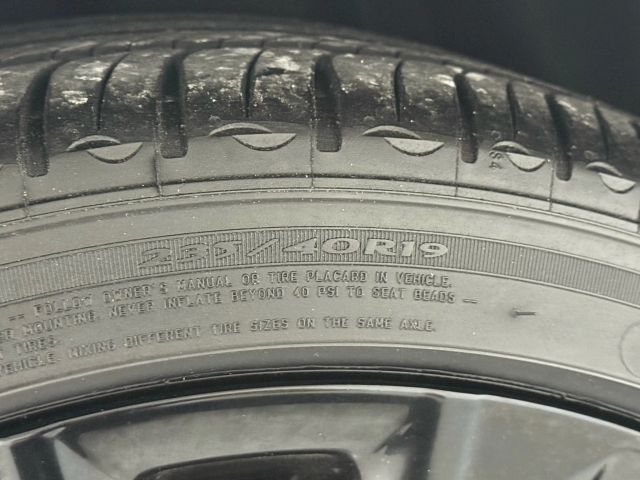 S4
235/40R19
-- FOLLOW OWNER'S MANUAL OR TIRE PLACARD IN VEHICLE.
MOUNTING. NEVER INFLATE BEYOND 40 PSI TO SEAT BEADS --
TIRES.
VEHICLE. MIXING DIFFERENT TIRE SIZES ON THE SAME AXLE.